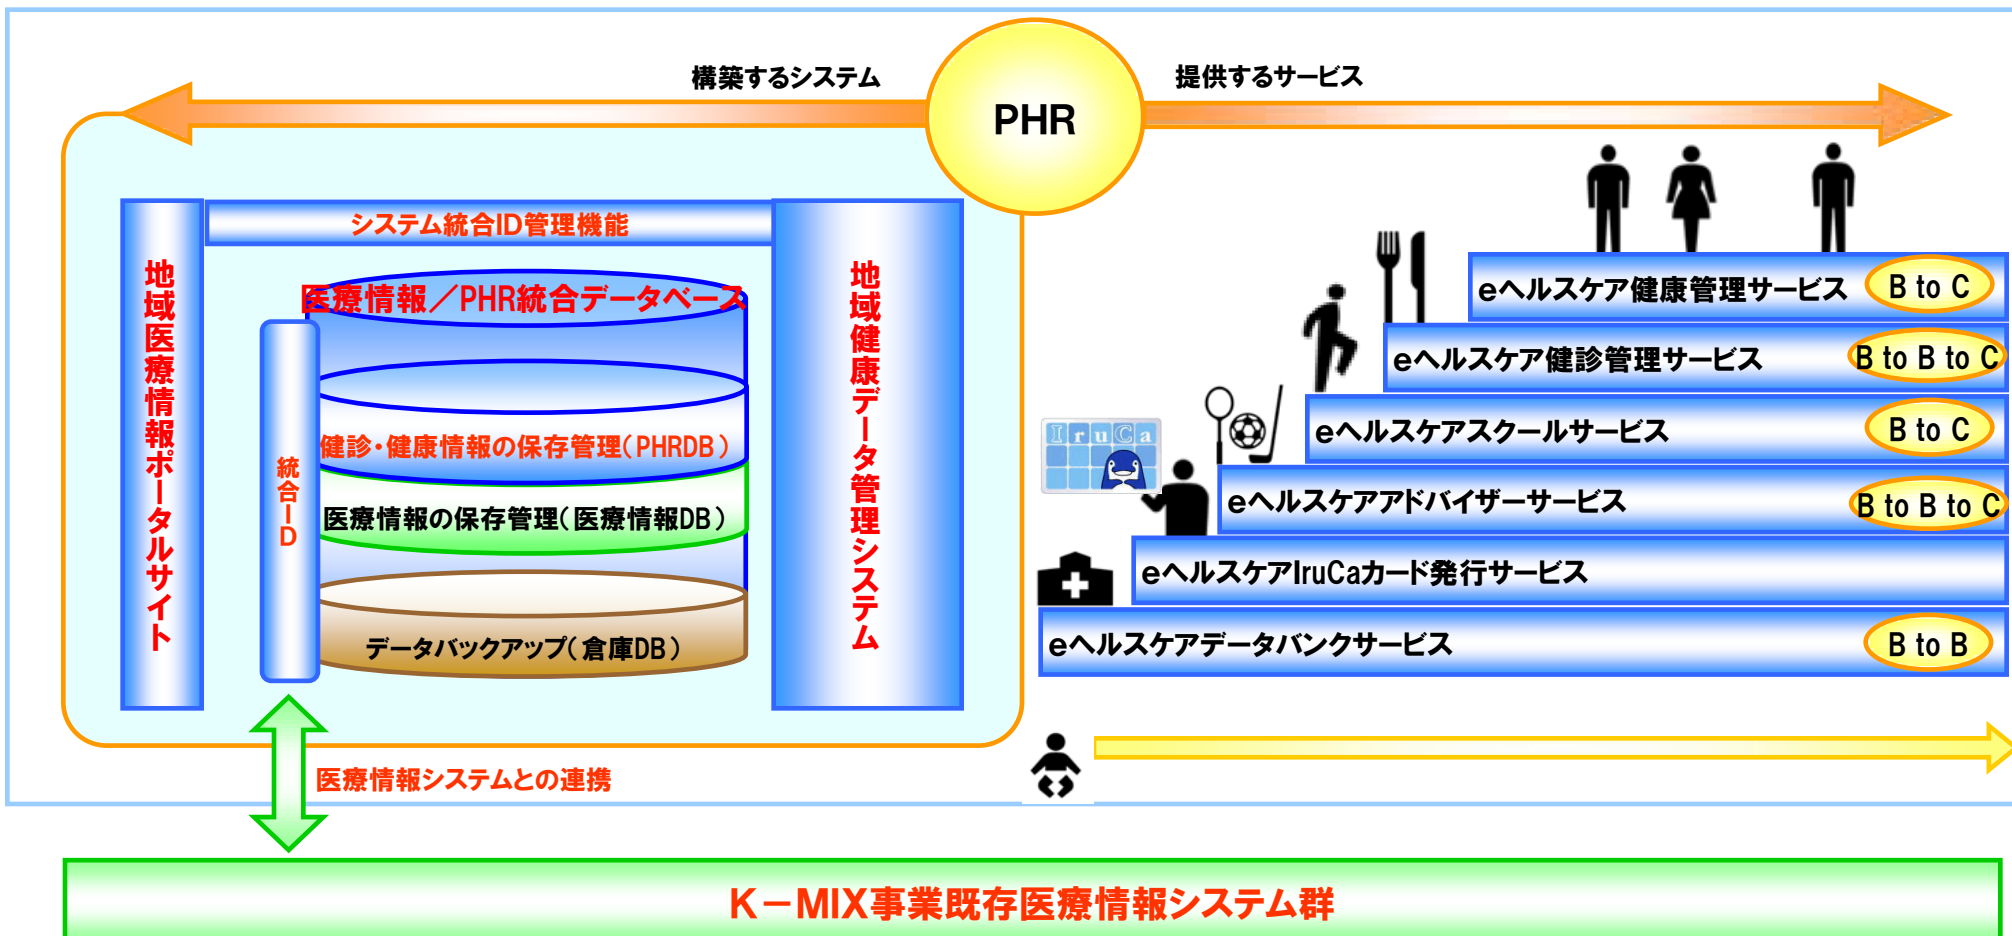 構築するシステム
提供するサービス
PHR
システム統合ID管理機能
地域医療情報ポータルサイト
医療情報／PHR統合データベース
統合ID
健診・健康情報の保存管理（PHRDB）
医療情報の保存管理（医療情報DB）
データバックアップ（倉庫DB）
地域健康データ管理システム
eヘルスケア健康管理サービス
B to C
eヘルスケア健診管理サービス
B to B to C
eヘルスケアスクールサービス
B to C
IruCa
eヘルスケアアドバイザーサービス
B to B to C
eヘルスケアIruCaカード発行サービス
eヘルスケアデータバンクサービス
B to B
医療情報システムとの連携
K－MIX事業既存医療情報システム群